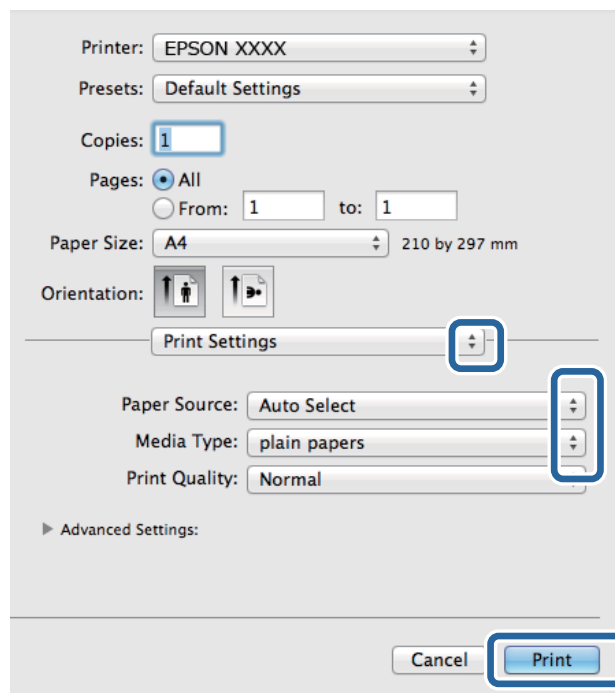 Printer: EPSON XXXX
Presets: Default Settings
Copies: 1
Pages: All
From: 1 to: 1
Paper Size: A4 210 by 297 mm
Orientation:
Print Settings
Paper Source: Auto Select
Media Type: plain papers
Print Quality: Normal
Advanced Settings:
Cancel Print